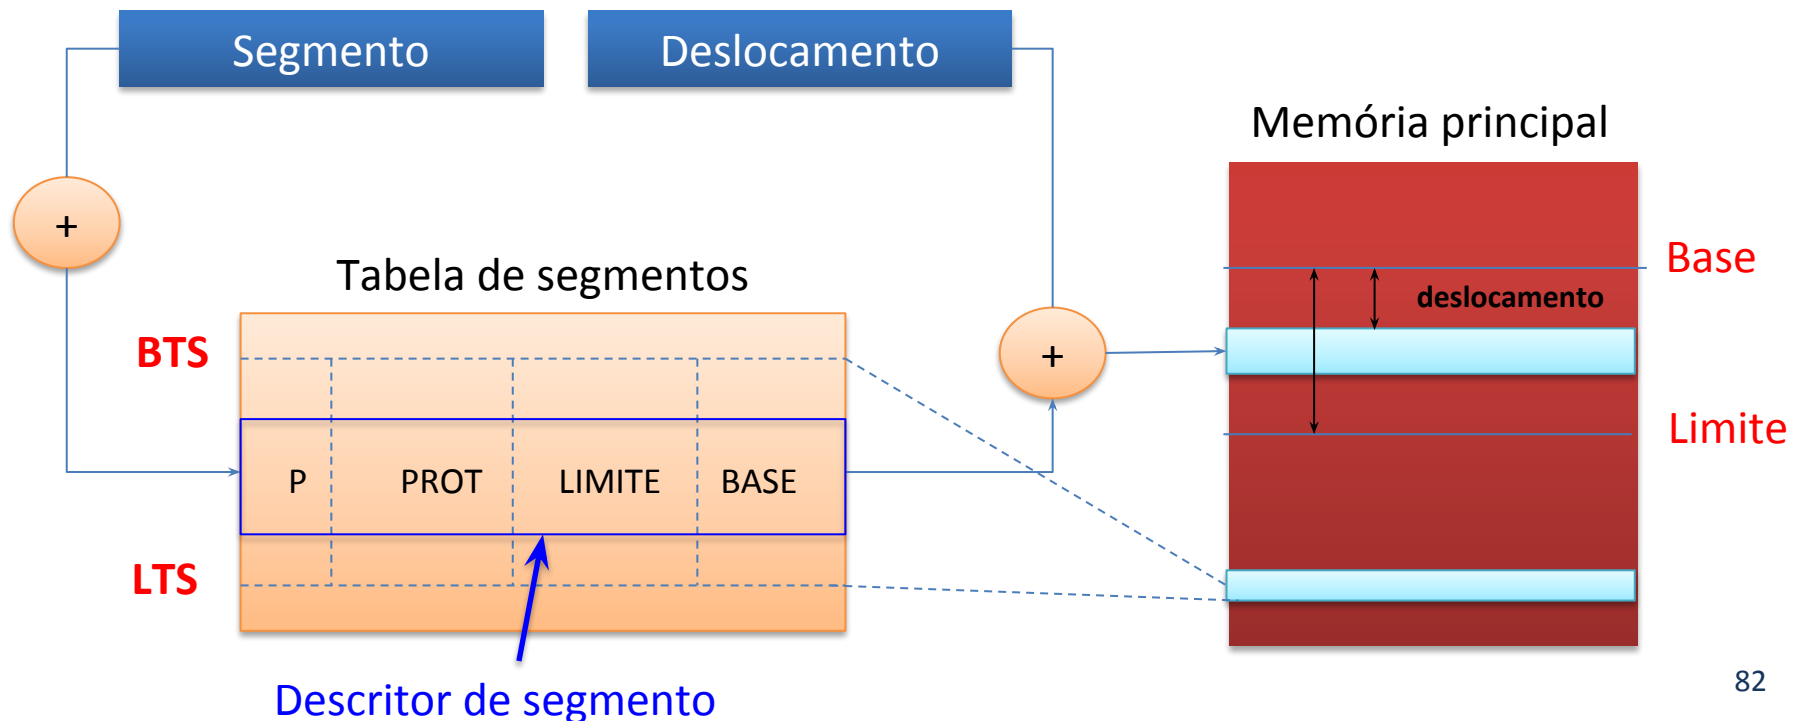 Segmento
Deslocamento
Memória principal
+
Base
Tabela de segmentos
deslocamento
BTS
+
Limite
P
PROT
LIMITE
BASE
LTS
Descritor de segmento
82